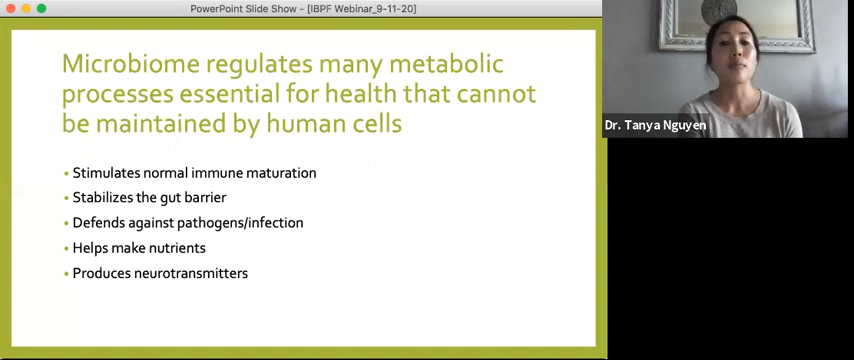 PowerPoint Slide Show - [IBPF Webinar_9-11-20]
Microbiome regulates many metabolic
processes essential for health that cannot
be maintained by human cells
• Stimulates normal immune maturation
• Stabilizes the gut barrier
• Defends against pathogens/infection
• Helps make nutrients
• Produces neurotransmitters
Dr. Tanya Nguyen